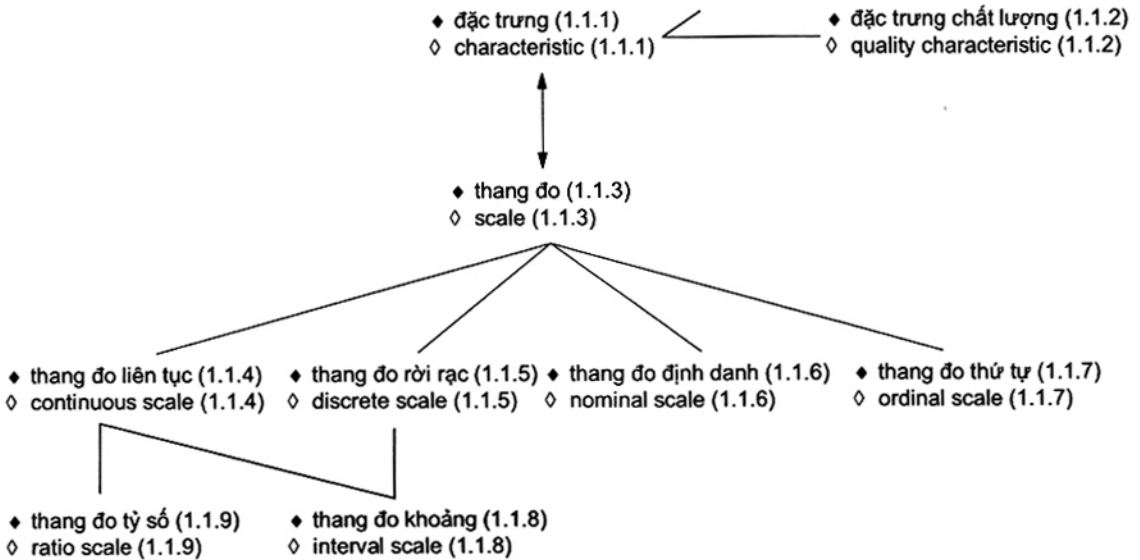 ♦ đặc trưng (1.1.1)
◊ characteristic (1.1.1)
♦ đặc trưng chất lượng (1.1.2)
◊ quality characteristic (1.1.2)
♦ thang đo (1.1.3)
◊ scale (1.1.3)
♦ thang đo liên tục (1.1.4)
◊ continuous scale (1.1.4)
♦ thang đo rời rạc (1.1.5)
◊ discrete scale (1.1.5)
♦ thang đo định danh (1.1.6)
◊ nominal scale (1.1.6)
♦ thang đo thứ tự (1.1.7)
◊ ordinal scale (1.1.7)
♦ thang đo tỷ số (1.1.9)
◊ ratio scale (1.1.9)
♦ thang đo khoảng (1.1.8)
◊ interval scale (1.1.8)